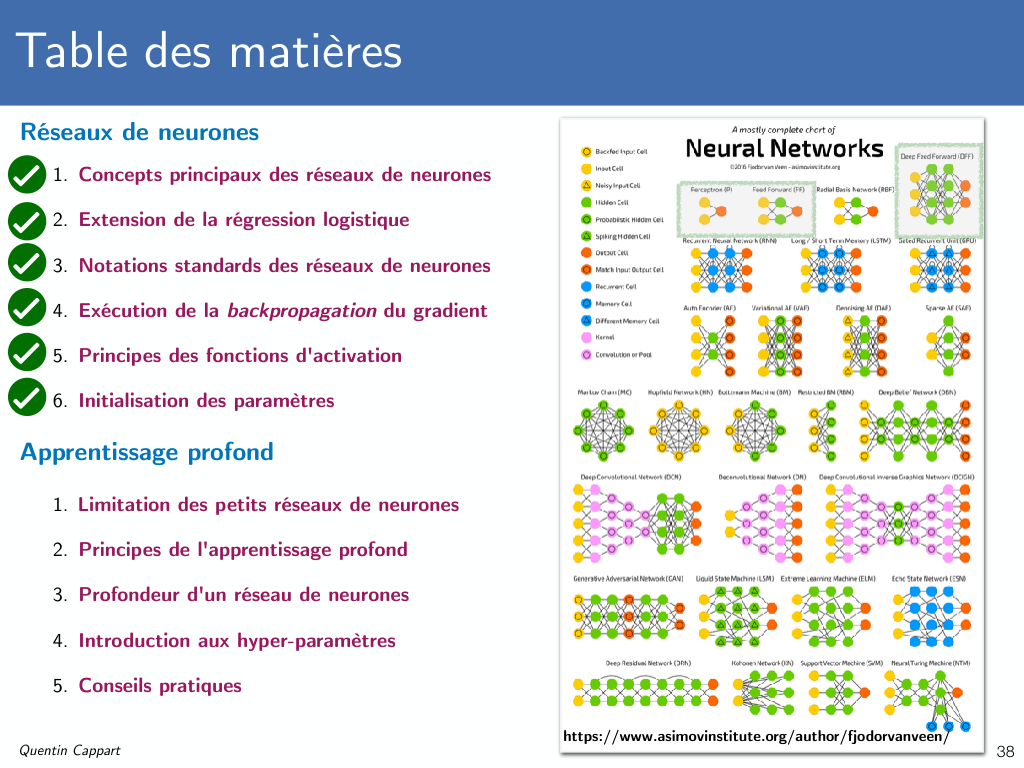 Table des matières
Réseaux de neurones
1. Concepts principaux des réseaux de neurones
2. Extension de la régression logistique
3. Notations standards des réseaux de neurones
4. Exécution de la backpropagation du gradient
5. Principes des fonctions d'activation
6. Initialisation des paramètres
Apprentissage profond
1. Limitation des petits réseaux de neurones
2. Principes de l'apprentissage profond
3. Profondeur d'un réseau de neurones
4. Introduction aux hyper-paramètres
5. Conseils pratiques
A mostly complete chart of
Neural Networks
©2016 Fjodor van Veen - asimovinstitute.org
Backfed Input Cell
Input Cell
Noisy Input Cell
Hidden Cell
Probablistic Hidden Cell
Spiking Hidden Cell
Output Cell
Match Input Output Cell
Recurrent Cell
Memory Cell
Different Memory Cell
Kernel
Convolution or Pool
Perceptron (P) Feed Forward (FF) Radial Basis Network (RBF)
Deep Feed Forward (DFF)
Recurrent Neural Network (RNN) Long / Short Term Memory (LSTM) Gated Recurrent Unit (GRU)
Auto Encoder (AE) Variational AE (VAE) Denoising AE (DAE) Sparse AE (SAE)
Markov Chain (MC) Hopfield Network (HN) Boltzmann Machine (BM) Restricted BM (RBM) Deep Belief Network (DBN)
Deep Convolutional Network (DCN) Deconvolutional Network (DN) Deep Convolutional Inverse Graphics Network (DCIGN)
Generative Adversarial Network (GAN) Liquid State Machine (LSM) Extreme Learning Machine (ELM) Echo State Network (ESN)
Deep Residual Network (DRN) Kohonen Network (KN) Support Vector Machine (SVM) Neural Turing Machine (NTM)
https://www.asimovinstitute.org/author/fjodorvanveen/
Quentin Cappart
38